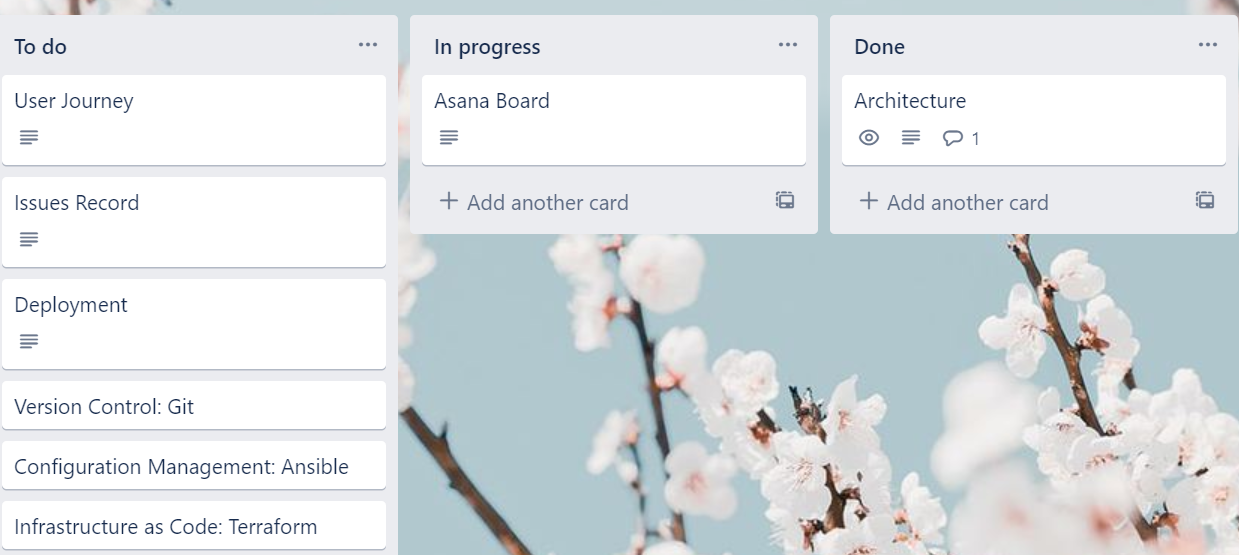 To do
User Journey
Issues Record
Deployment
Version Control: Git
Configuration Management: Ansible
Infrastructure as Code: Terraform
In progress
Asana Board
Add another card
Done
Architecture
1
Add another card